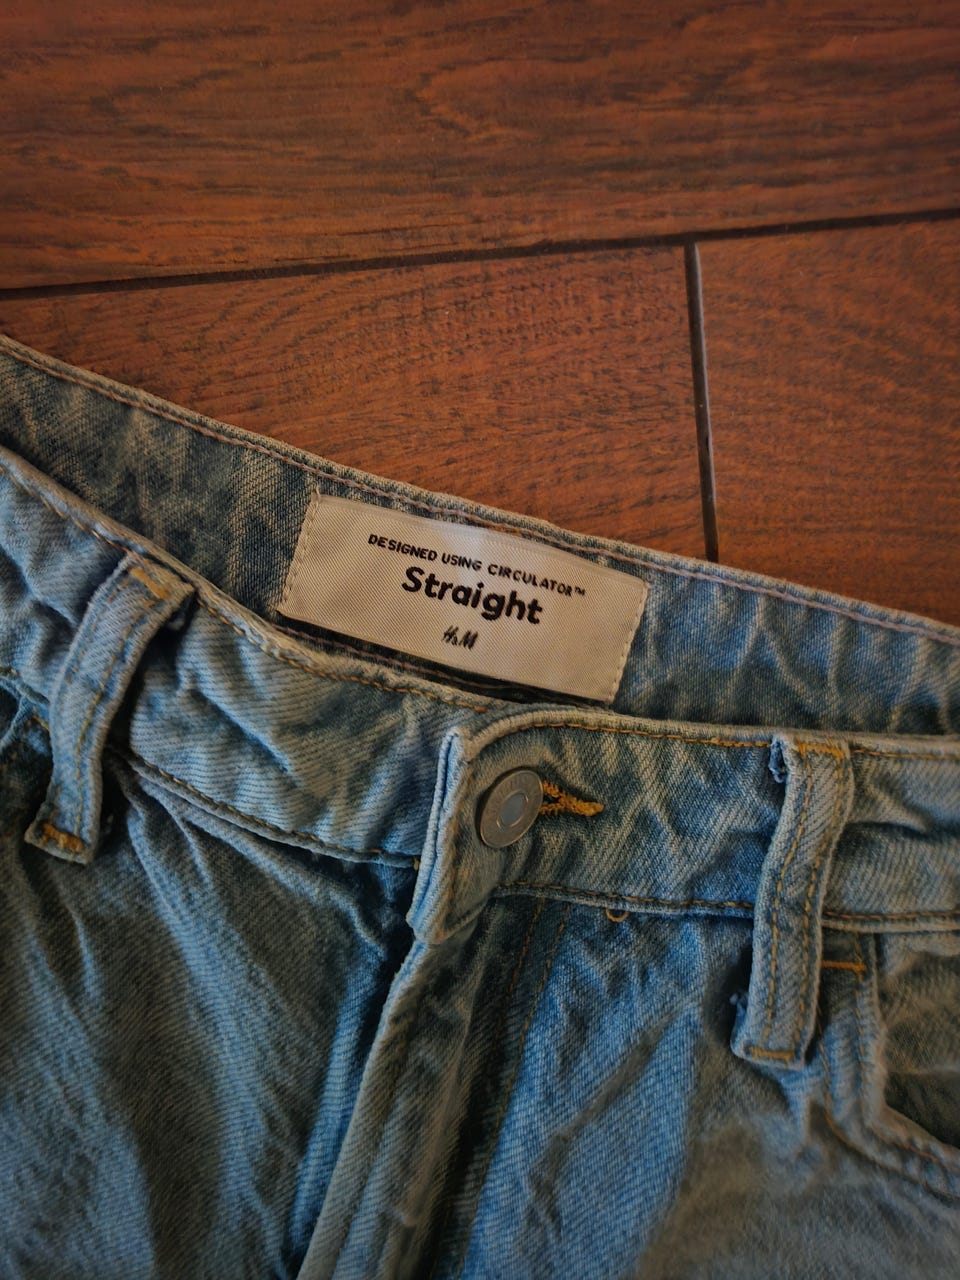 DESIGNED USING CIRCULATOR™
Straight
H&M